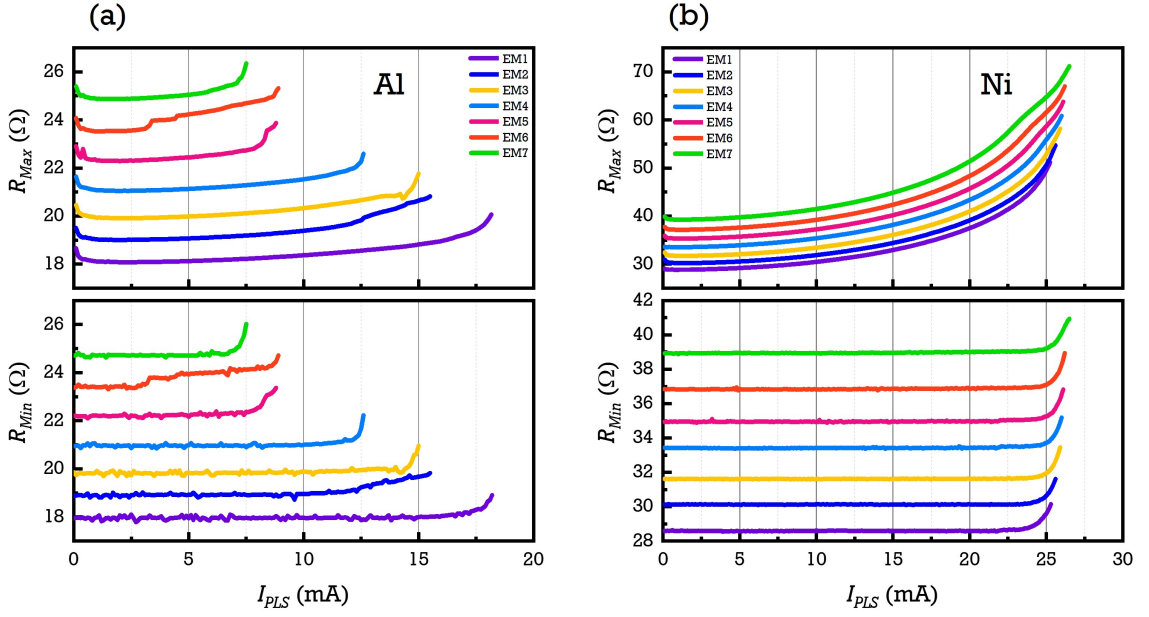 (a)
Al
EM1
EM2
EM3
EM4
EM5
EM6
EM7
R_Max (Ω)
26
24
22
20
18
R_Min (Ω)
26
24
22
20
18
0 5 10 15 20
I_PLS (mA)
(b)
Ni
EM1
EM2
EM3
EM4
EM5
EM6
EM7
R_Max (Ω)
70
60
50
40
30
R_Min (Ω)
42
40
38
36
34
32
30
28
0 5 10 15 20 25 30
I_PLS (mA)